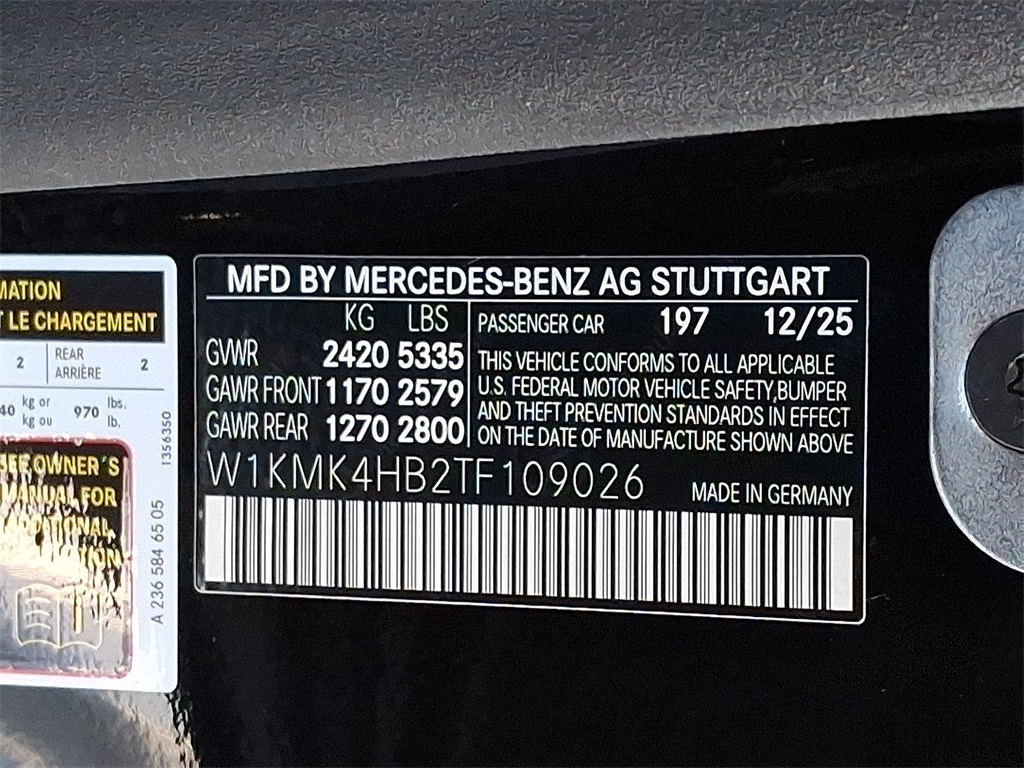 MATION
LE CHARGEMENT
2 REAR 2
ARRIÈRE
40 kg or 970 lbs.
kg ou lb.
1356350
SEE OWNER'S
MANUAL FOR
ADDITIONAL
A 236 584 65 05
MFD BY MERCEDES-BENZ AG STUTTGART
KG LBS
GVWR 2420 5335
GAWR FRONT 1170 2579
GAWR REAR 1270 2800
PASSENGER CAR 197 12/25
THIS VEHICLE CONFORMS TO ALL APPLICABLE
U.S. FEDERAL MOTOR VEHICLE SAFETY,BUMPER
AND THEFT PREVENTION STANDARDS IN EFFECT
ON THE DATE OF MANUFACTURE SHOWN ABOVE
W1KMK4HB2TF109026
MADE IN GERMANY